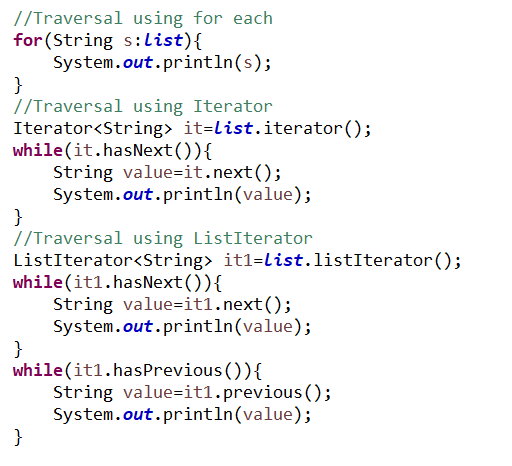 //Traversal using for each
for(String s:list){
    System.out.println(s);
}
//Traversal using Iterator
Iterator<String> it=list.iterator();
while(it.hasNext()){
    String value=it.next();
    System.out.println(value);
}
//Traversal using ListIterator
ListIterator<String> it1=list.listIterator();
while(it1.hasNext()){
    String value=it1.next();
    System.out.println(value);
}
while(it1.hasPrevious()){
    String value=it1.previous();
    System.out.println(value);
}